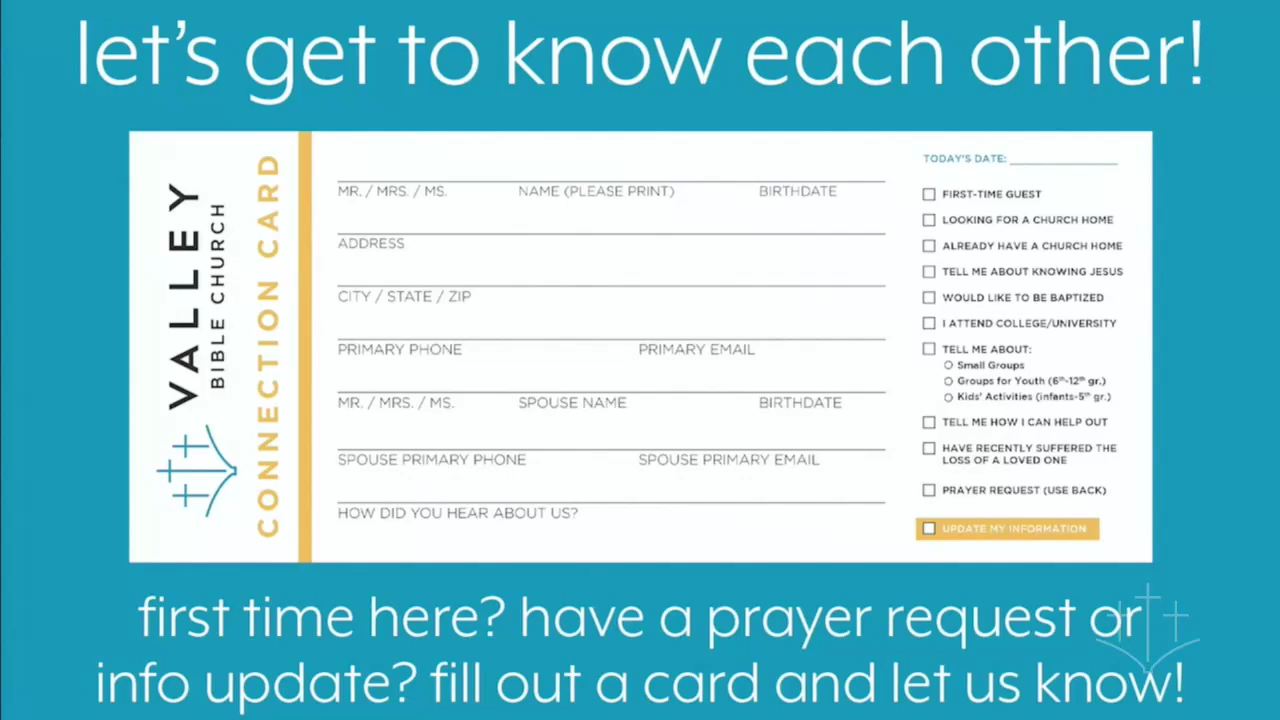 let's get to know each other!
VALLEY
BIBLE CHURCH
CONNECTION CARD
MR. / MRS. / MS. NAME (PLEASE PRINT) BIRTHDATE
ADDRESS
CITY / STATE / ZIP
PRIMARY PHONE PRIMARY EMAIL
MR. / MRS. / MS. SPOUSE NAME BIRTHDATE
SPOUSE PRIMARY PHONE SPOUSE PRIMARY EMAIL
HOW DID YOU HEAR ABOUT US?
TODAY'S DATE:
FIRST-TIME GUEST
LOOKING FOR A CHURCH HOME
ALREADY HAVE A CHURCH HOME
TELL ME ABOUT KNOWING JESUS
WOULD LIKE TO BE BAPTIZED
I ATTEND COLLEGE/UNIVERSITY
TELL ME ABOUT:
Small Groups
Groups for Youth (6th-12th gr.)
Kids' Activities (infants-5th gr.)
TELL ME HOW I CAN HELP OUT
HAVE RECENTLY SUFFERED THE
LOSS OF A LOVED ONE
PRAYER REQUEST (USE BACK)
UPDATE MY INFORMATION
first time here? have a prayer request or
info update? fill out a card and let us know!